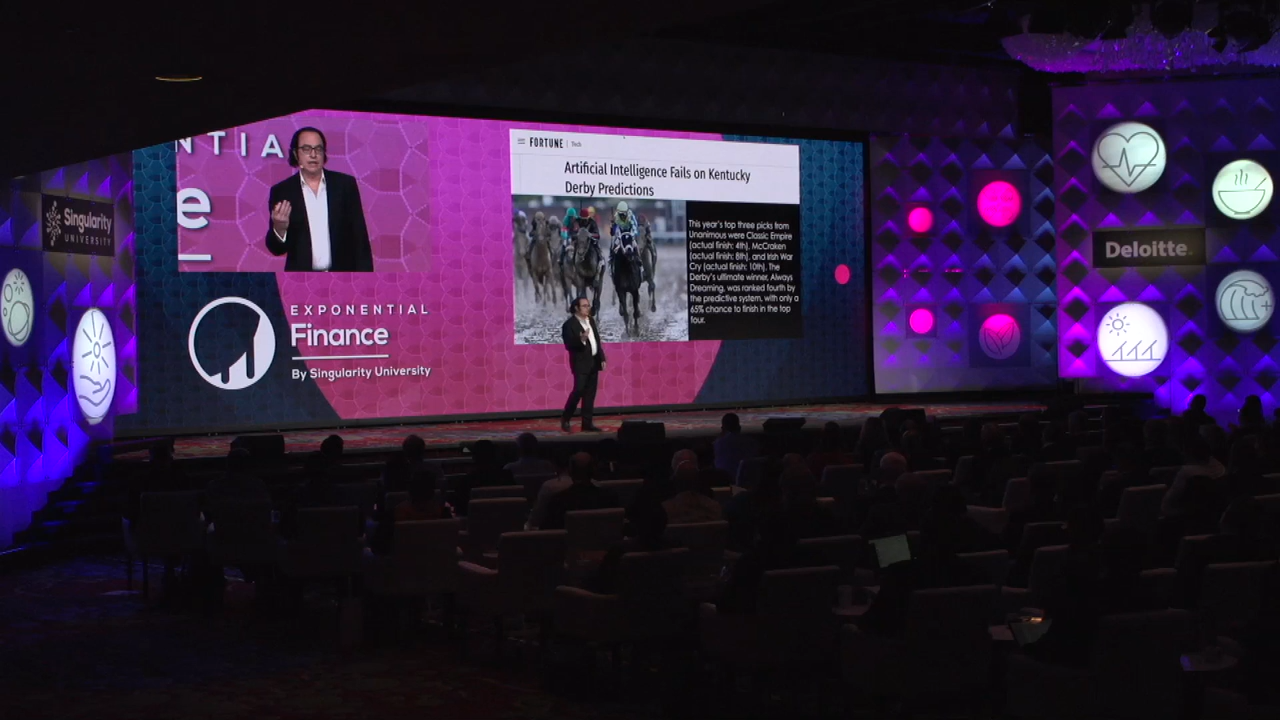 NTIA
e
Singularity
UNIVERSITY
EXPONENTIAL
Finance
By Singularity University
FORTUNE | Tech
Artificial Intelligence Fails on Kentucky
Derby Predictions
This year's top three picks from
Unanimous were Classic Empire
(actual finish: 4th), McCraken
(actual finish: 8th), and Irish War
Cry (actual finish: 10th). The
Derby's ultimate winner, Always
Dreaming, was ranked fourth by
the predictive system, with only a
65% chance to finish in the top
four.
Deloitte.